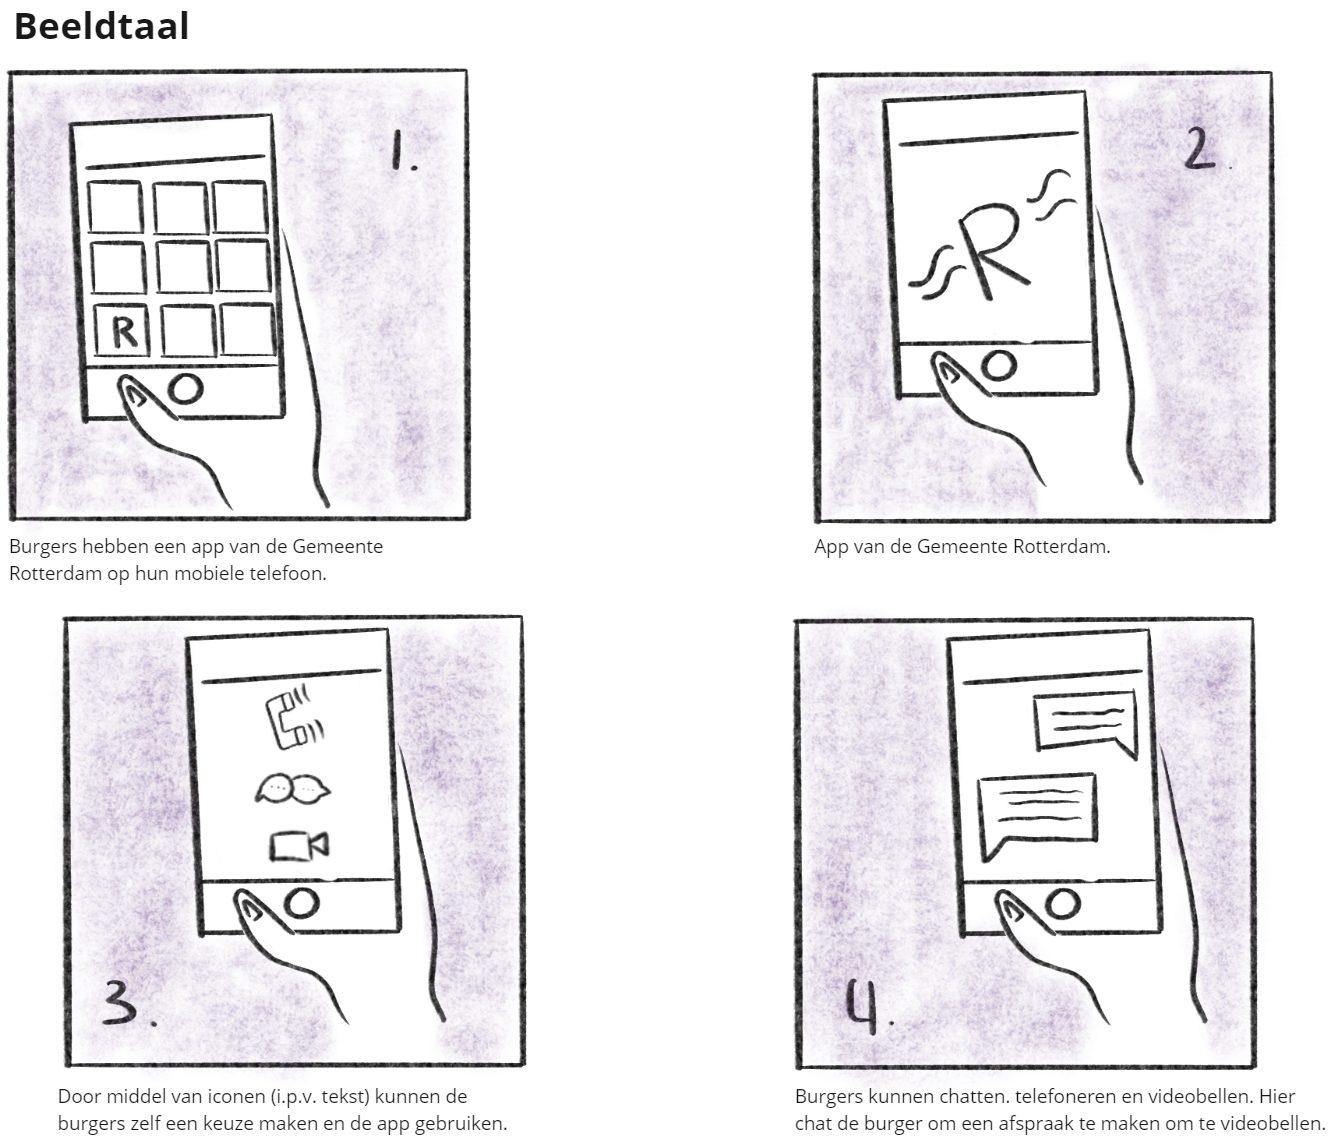 Beeldtaal
1.
R
Burgers hebben een app van de Gemeente
Rotterdam op hun mobiele telefoon.
2.
R
App van de Gemeente Rotterdam.
3.
Door middel van iconen (i.p.v. tekst) kunnen de
burgers zelf een keuze maken en de app gebruiken.
4.
Burgers kunnen chatten. telefoneren en videobellen. Hier
chat de burger om een afspraak te maken om te videobellen.